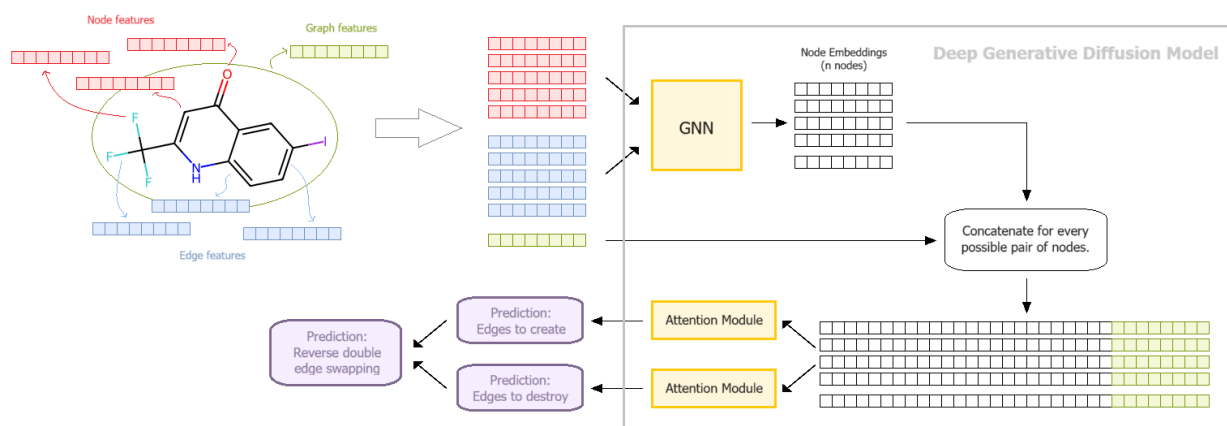 Node features
Graph features
O
F
F
F
N
H
I
Edge features
Deep Generative Diffusion Model
Node Embeddings
(n nodes)
GNN
Concatenate for every
possible pair of nodes.
Attention Module
Attention Module
Prediction:
Edges to create
Prediction:
Edges to destroy
Prediction:
Reverse double
edge swapping